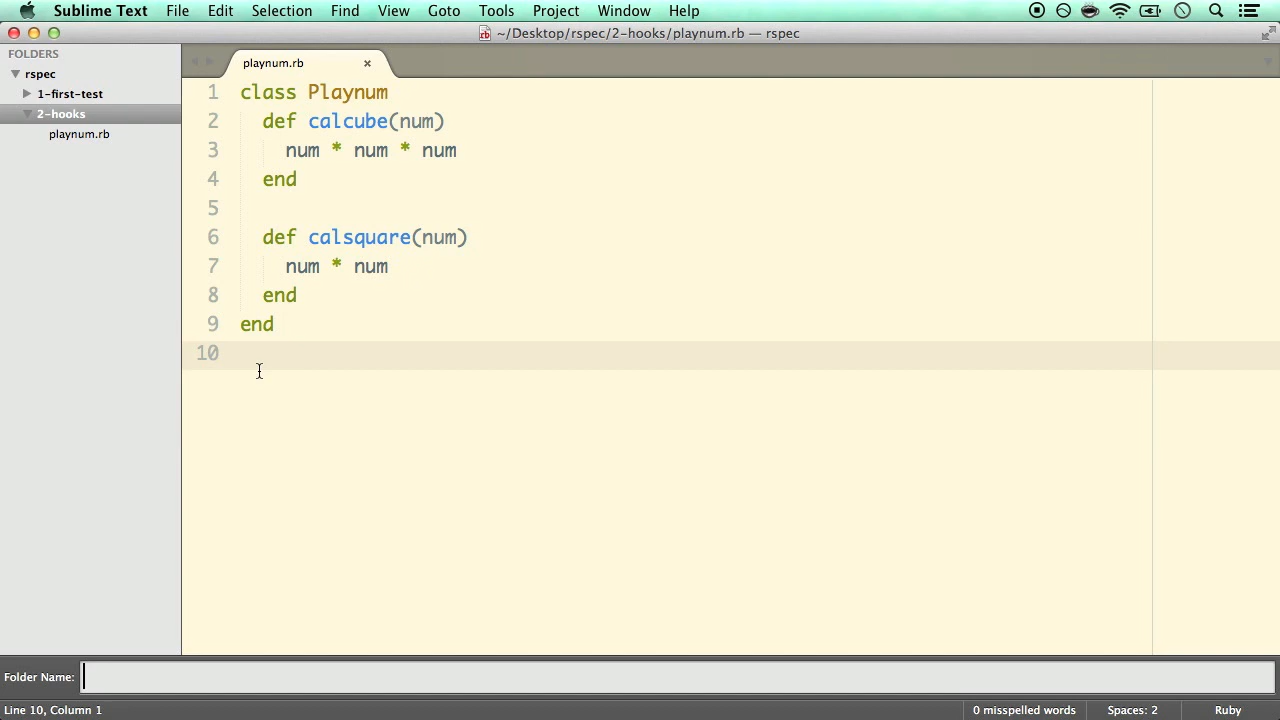 Sublime Text File Edit Selection Find View Goto Tools Project Window Help
~/Desktop/rspec/2-hooks/playnum.rb — rspec
FOLDERS
rspec
1-first-test
2-hooks
playnum.rb
playnum.rb ×
1 class Playnum
2 def calcube(num)
3 num * num * num
4 end
5
6 def calsquare(num)
7 num * num
8 end
9 end
10
Folder Name:
Line 10, Column 1 0 misspelled words Spaces: 2 Ruby